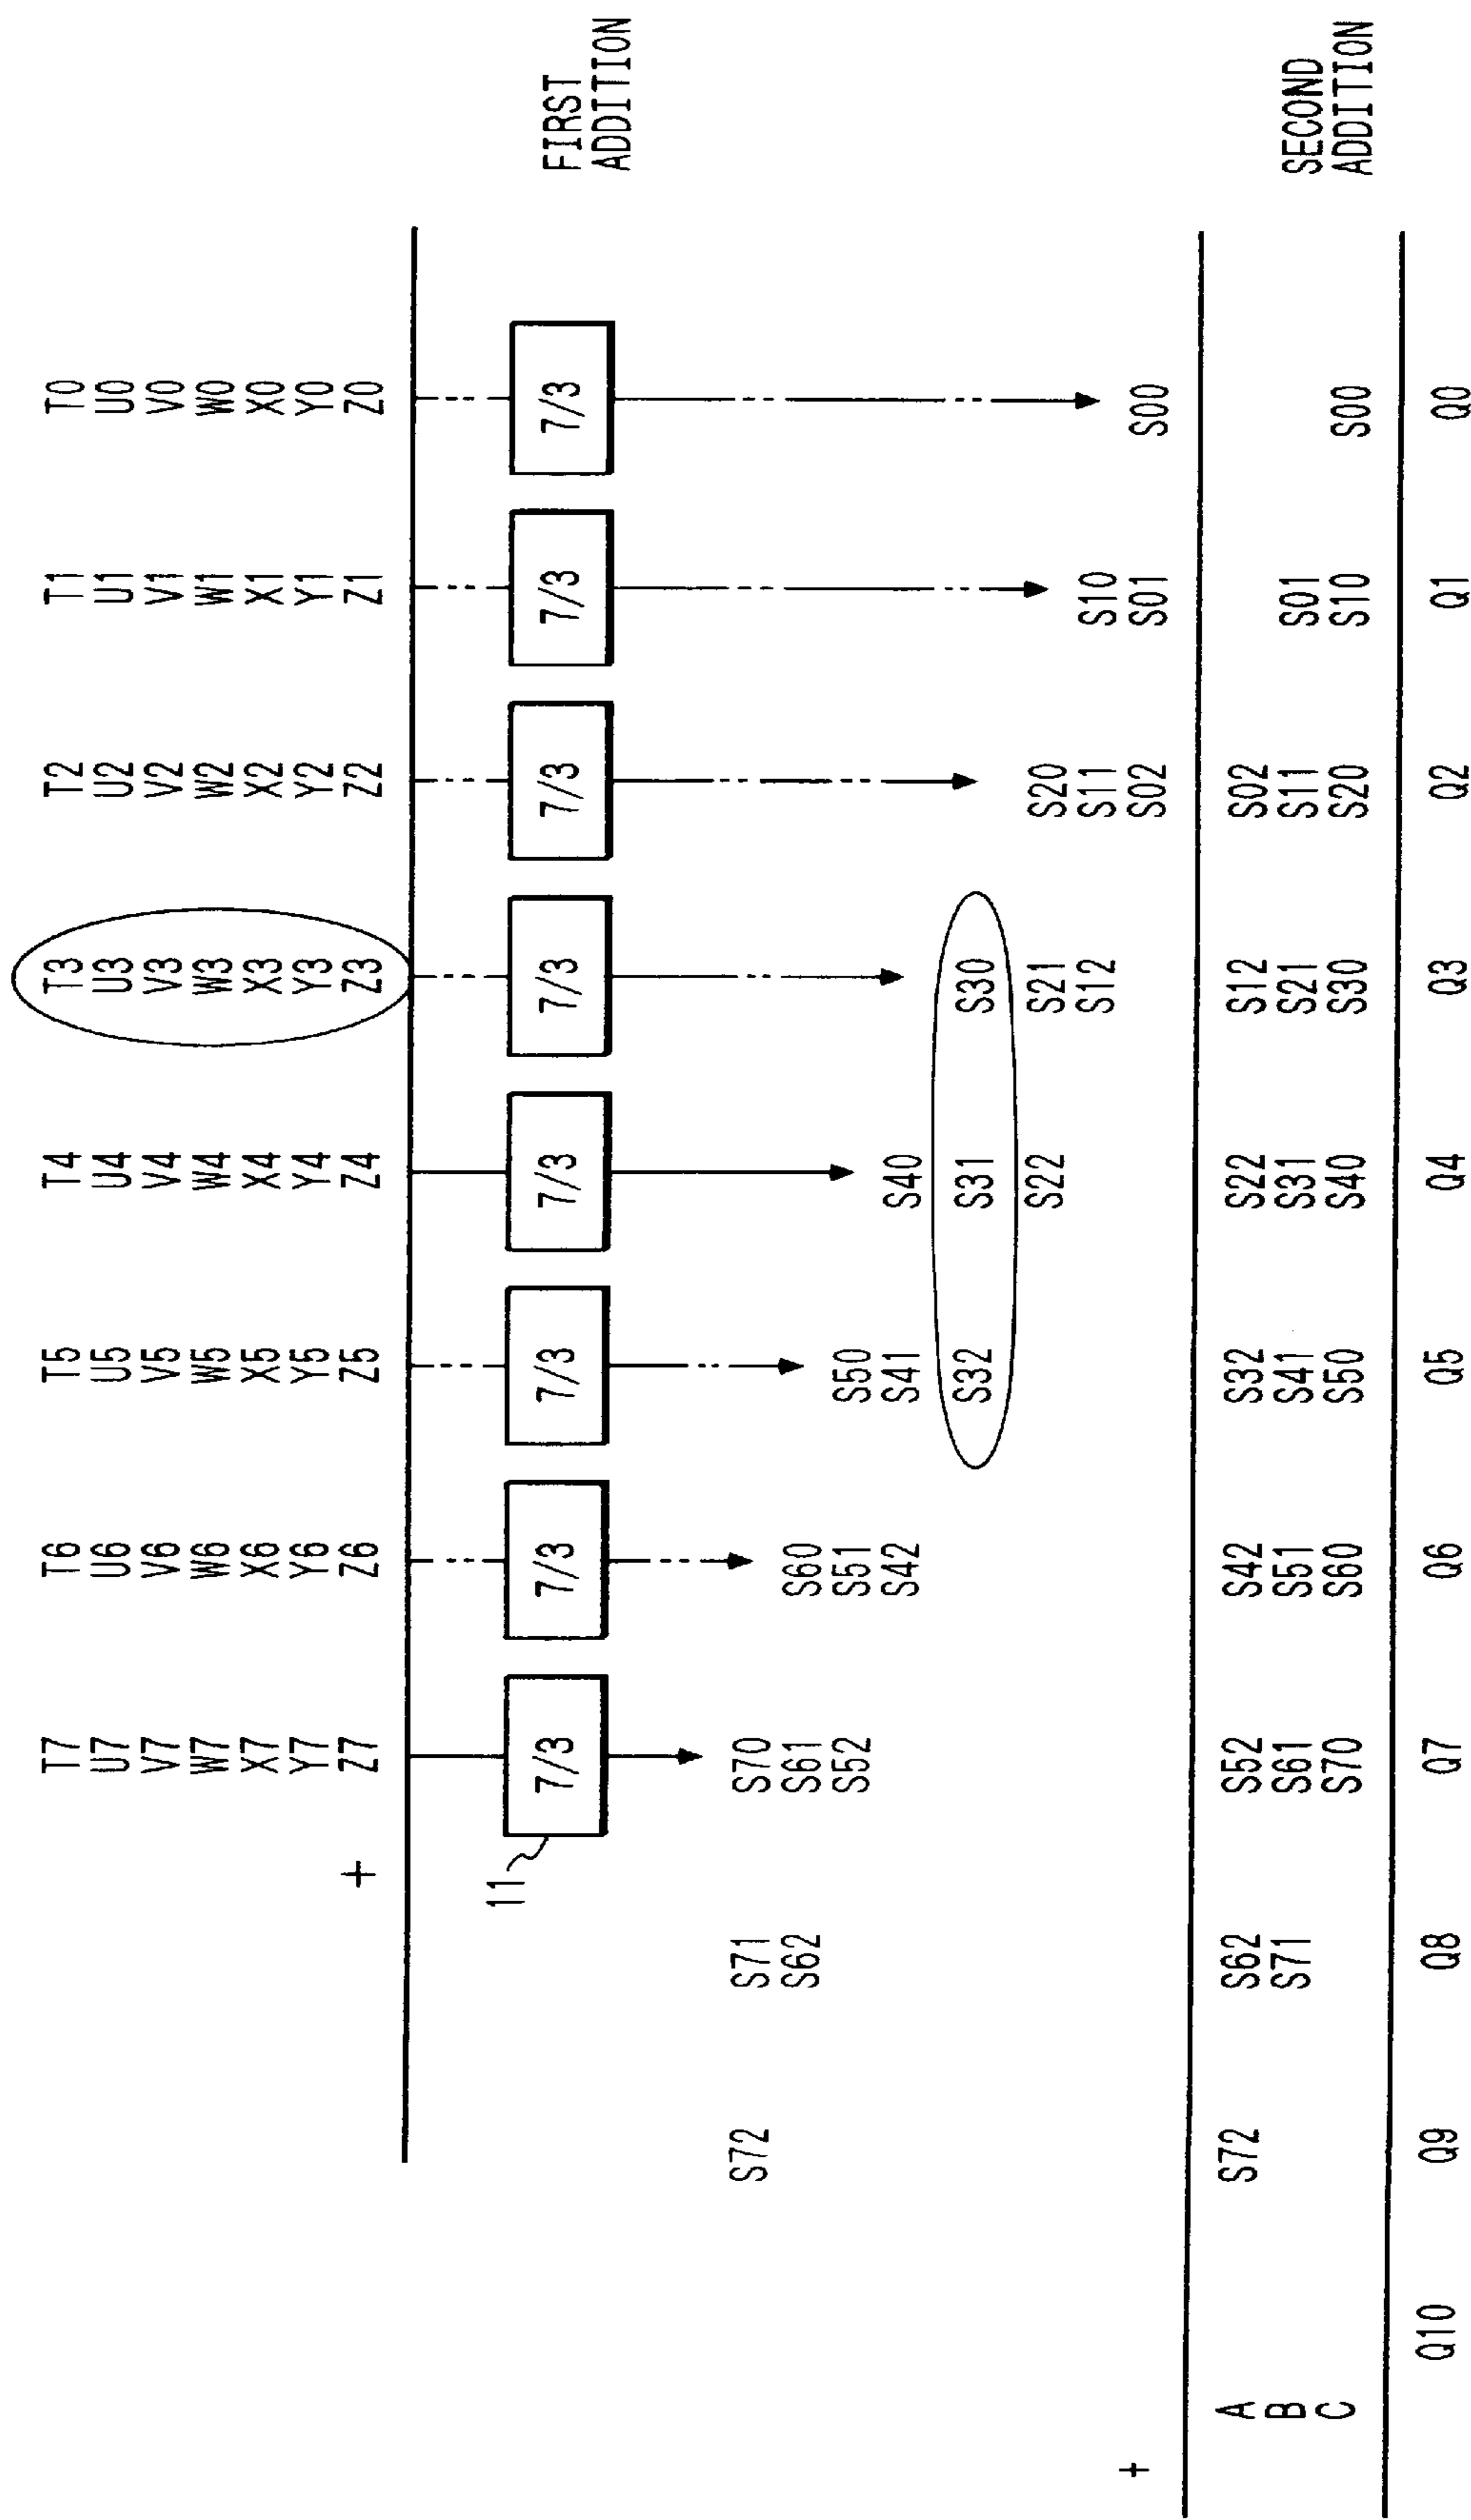 T7 T6 T5 T4 T3 T2 T1 T0
U7 U6 U5 U4 U3 U2 U1 U0
V7 V6 V5 V4 V3 V2 V1 V0
W7 W6 W5 W4 W3 W2 W1 W0
X7 X6 X5 X4 X3 X2 X1 X0
Y7 Y6 Y5 Y4 Y3 Y2 Y1 Y0
+ Z7 Z6 Z5 Z4 Z3 Z2 Z1 Z0
11
7/3 7/3 7/3 7/3 7/3 7/3 7/3 7/3 FIRST
ADDITION
S72 S71 S70
S62 S61 S60
S52 S51 S50
S42 S41 S40
S32 S31 S30
S22 S21 S20
S12 S11 S10
+ S02 S01 S00
A S72 S62 S52 S42 S32 S22 S12 S02
B S71 S61 S51 S41 S31 S21 S11 S01 SECOND
C S70 S60 S50 S40 S30 S20 S10 S00 ADDITION
Q10 Q9 Q8 Q7 Q6 Q5 Q4 Q3 Q2 Q1 Q0